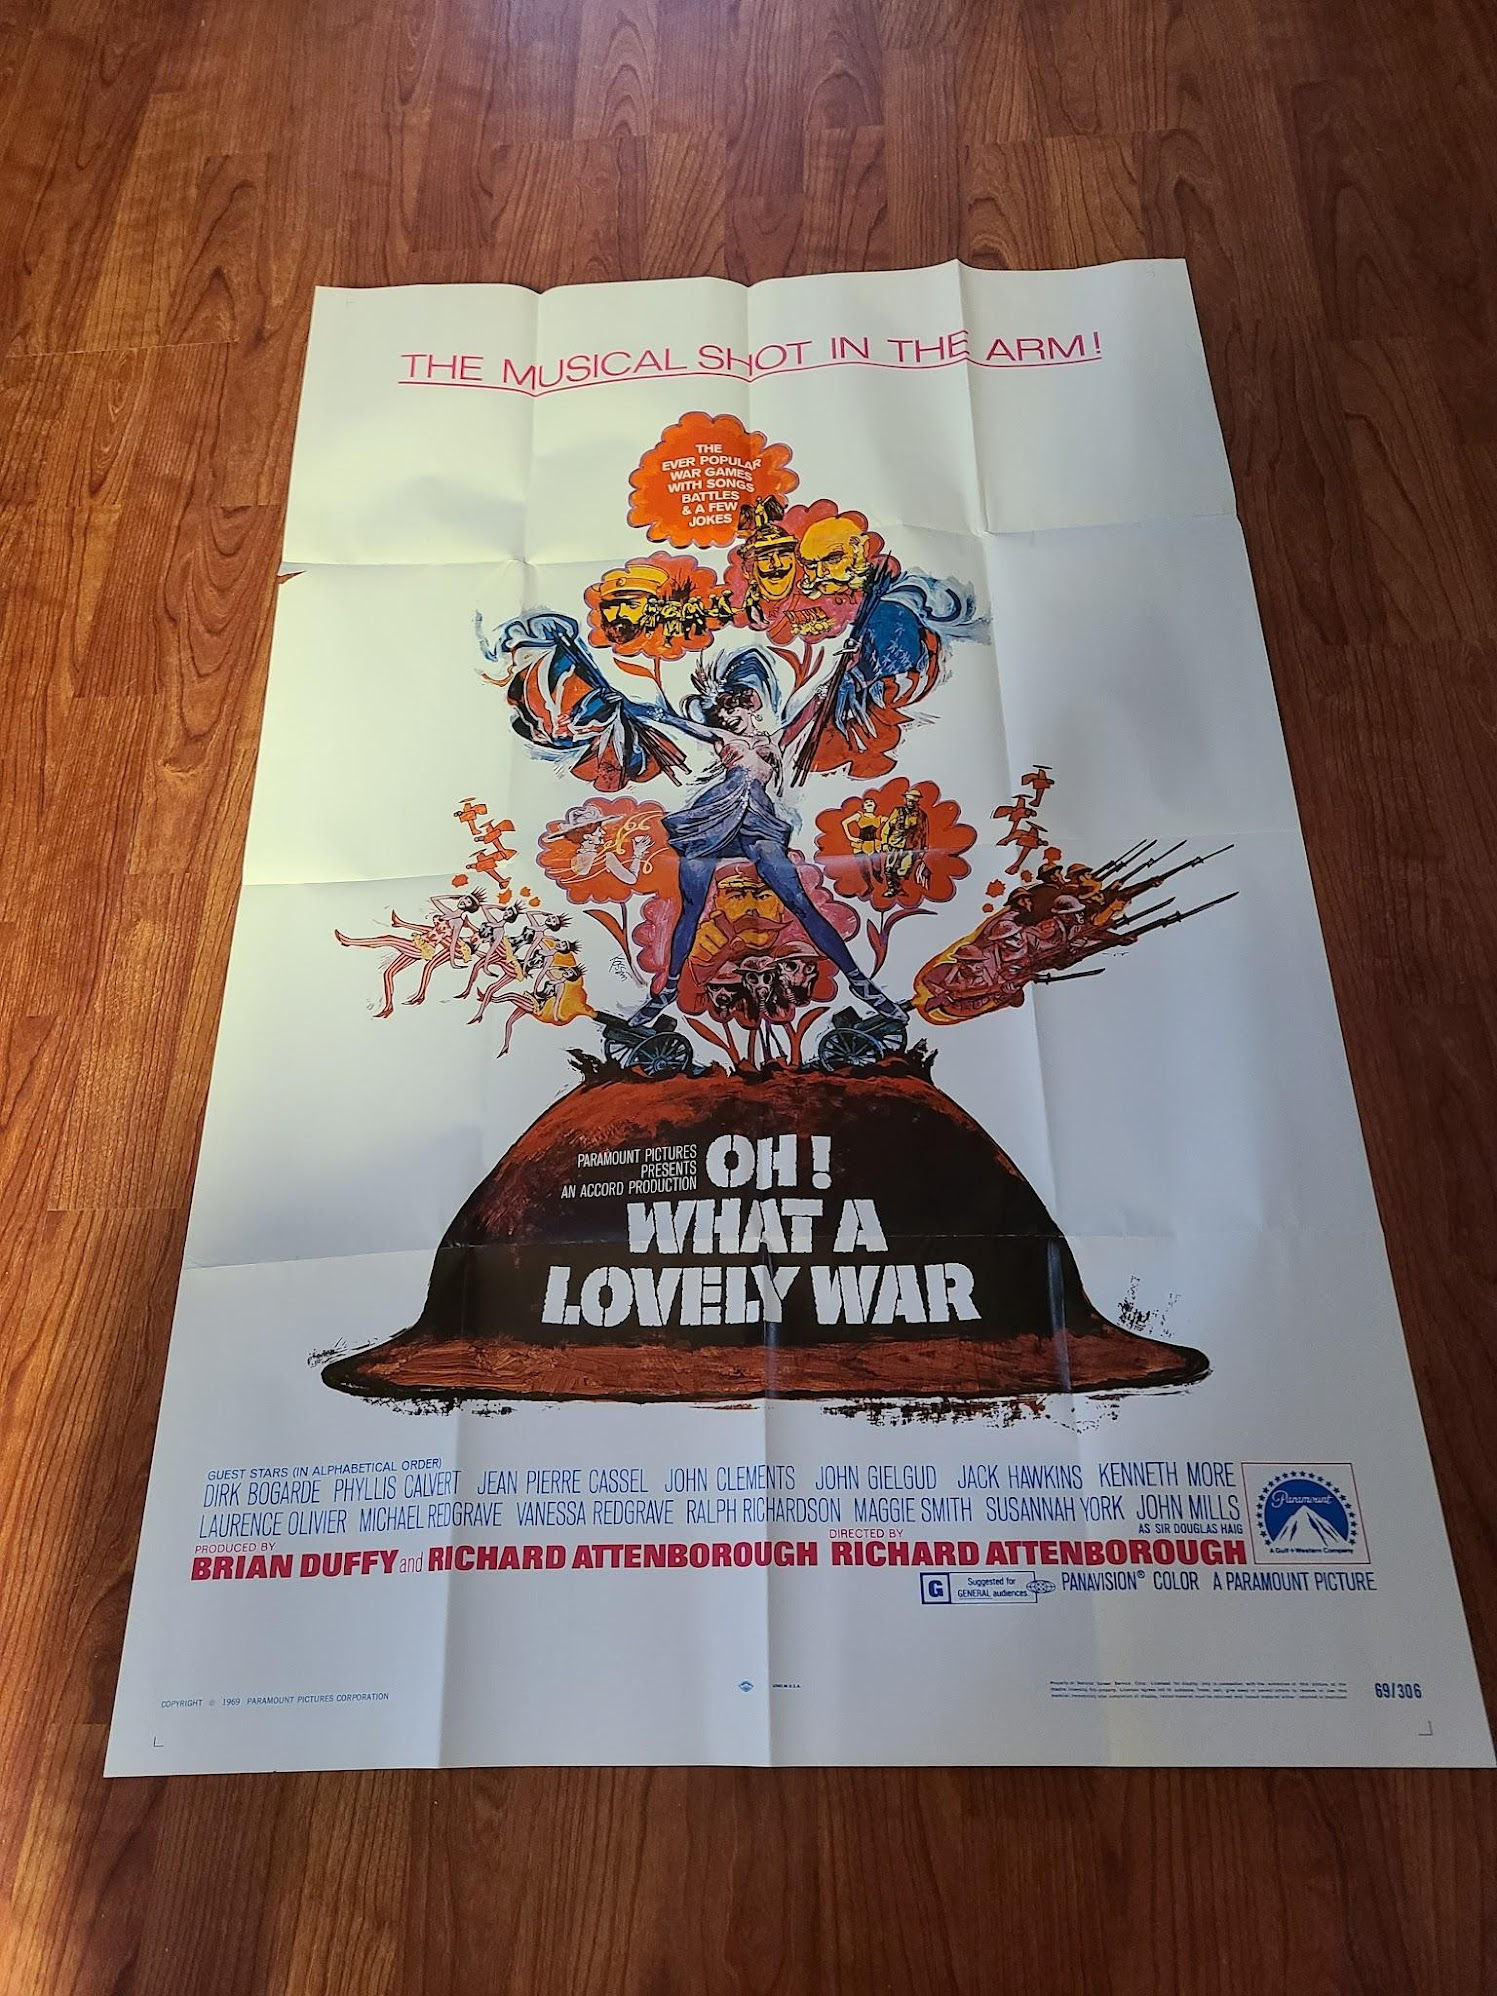 THE MUSICAL SHOT IN THE ARM!
THE
EVER POPULAR
WAR GAMES
WITH SONGS
BATTLES
& A FEW
JOKES
PARAMOUNT PICTURES
PRESENTS
AN ACCORD PRODUCTION
OH!
WHAT A
LOVELY WAR
GUEST STARS (IN ALPHABETICAL ORDER)
DIRK BOGARDE PHYLLIS CALVERT JEAN PIERRE CASSEL JOHN CLEMENTS JOHN GIELGUD JACK HAWKINS KENNETH MORE
LAURENCE OLIVIER MICHAEL REDGRAVE VANESSA REDGRAVE RALPH RICHARDSON MAGGIE SMITH SUSANNAH YORK JOHN MILLS
AS SIR DOUGLAS HAIG
PRODUCED BY
BRIAN DUFFY and RICHARD ATTENBOROUGH
DIRECTED BY
RICHARD ATTENBOROUGH
Paramount
A Gulf+Western Company
G
Suggested for
GENERAL audiences.
PANAVISION® COLOR A PARAMOUNT PICTURE
COPYRIGHT © 1969 PARAMOUNT PICTURES CORPORATION
69/306